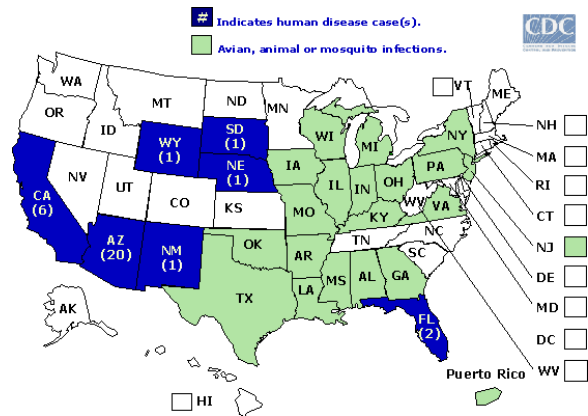 # Indicates human disease case(s).
Avian, animal or mosquito infections.
CDC
WA
OR
MT
ID
ND
MN
WY
(1)
SD
(1)
NE
(1)
NV
UT
CO
KS
CA
(6)
AZ
(20)
NM
(1)
OK
TX
WI
MI
IA
IL
IN
OH
MO
KY
AR
LA
MS
AL
GA
TN
NC
SC
FL
(2)
WV
VA
PA
NY
VT
ME
NH
MA
RI
CT
NJ
DE
MD
DC
WV
AK
HI
Puerto Rico